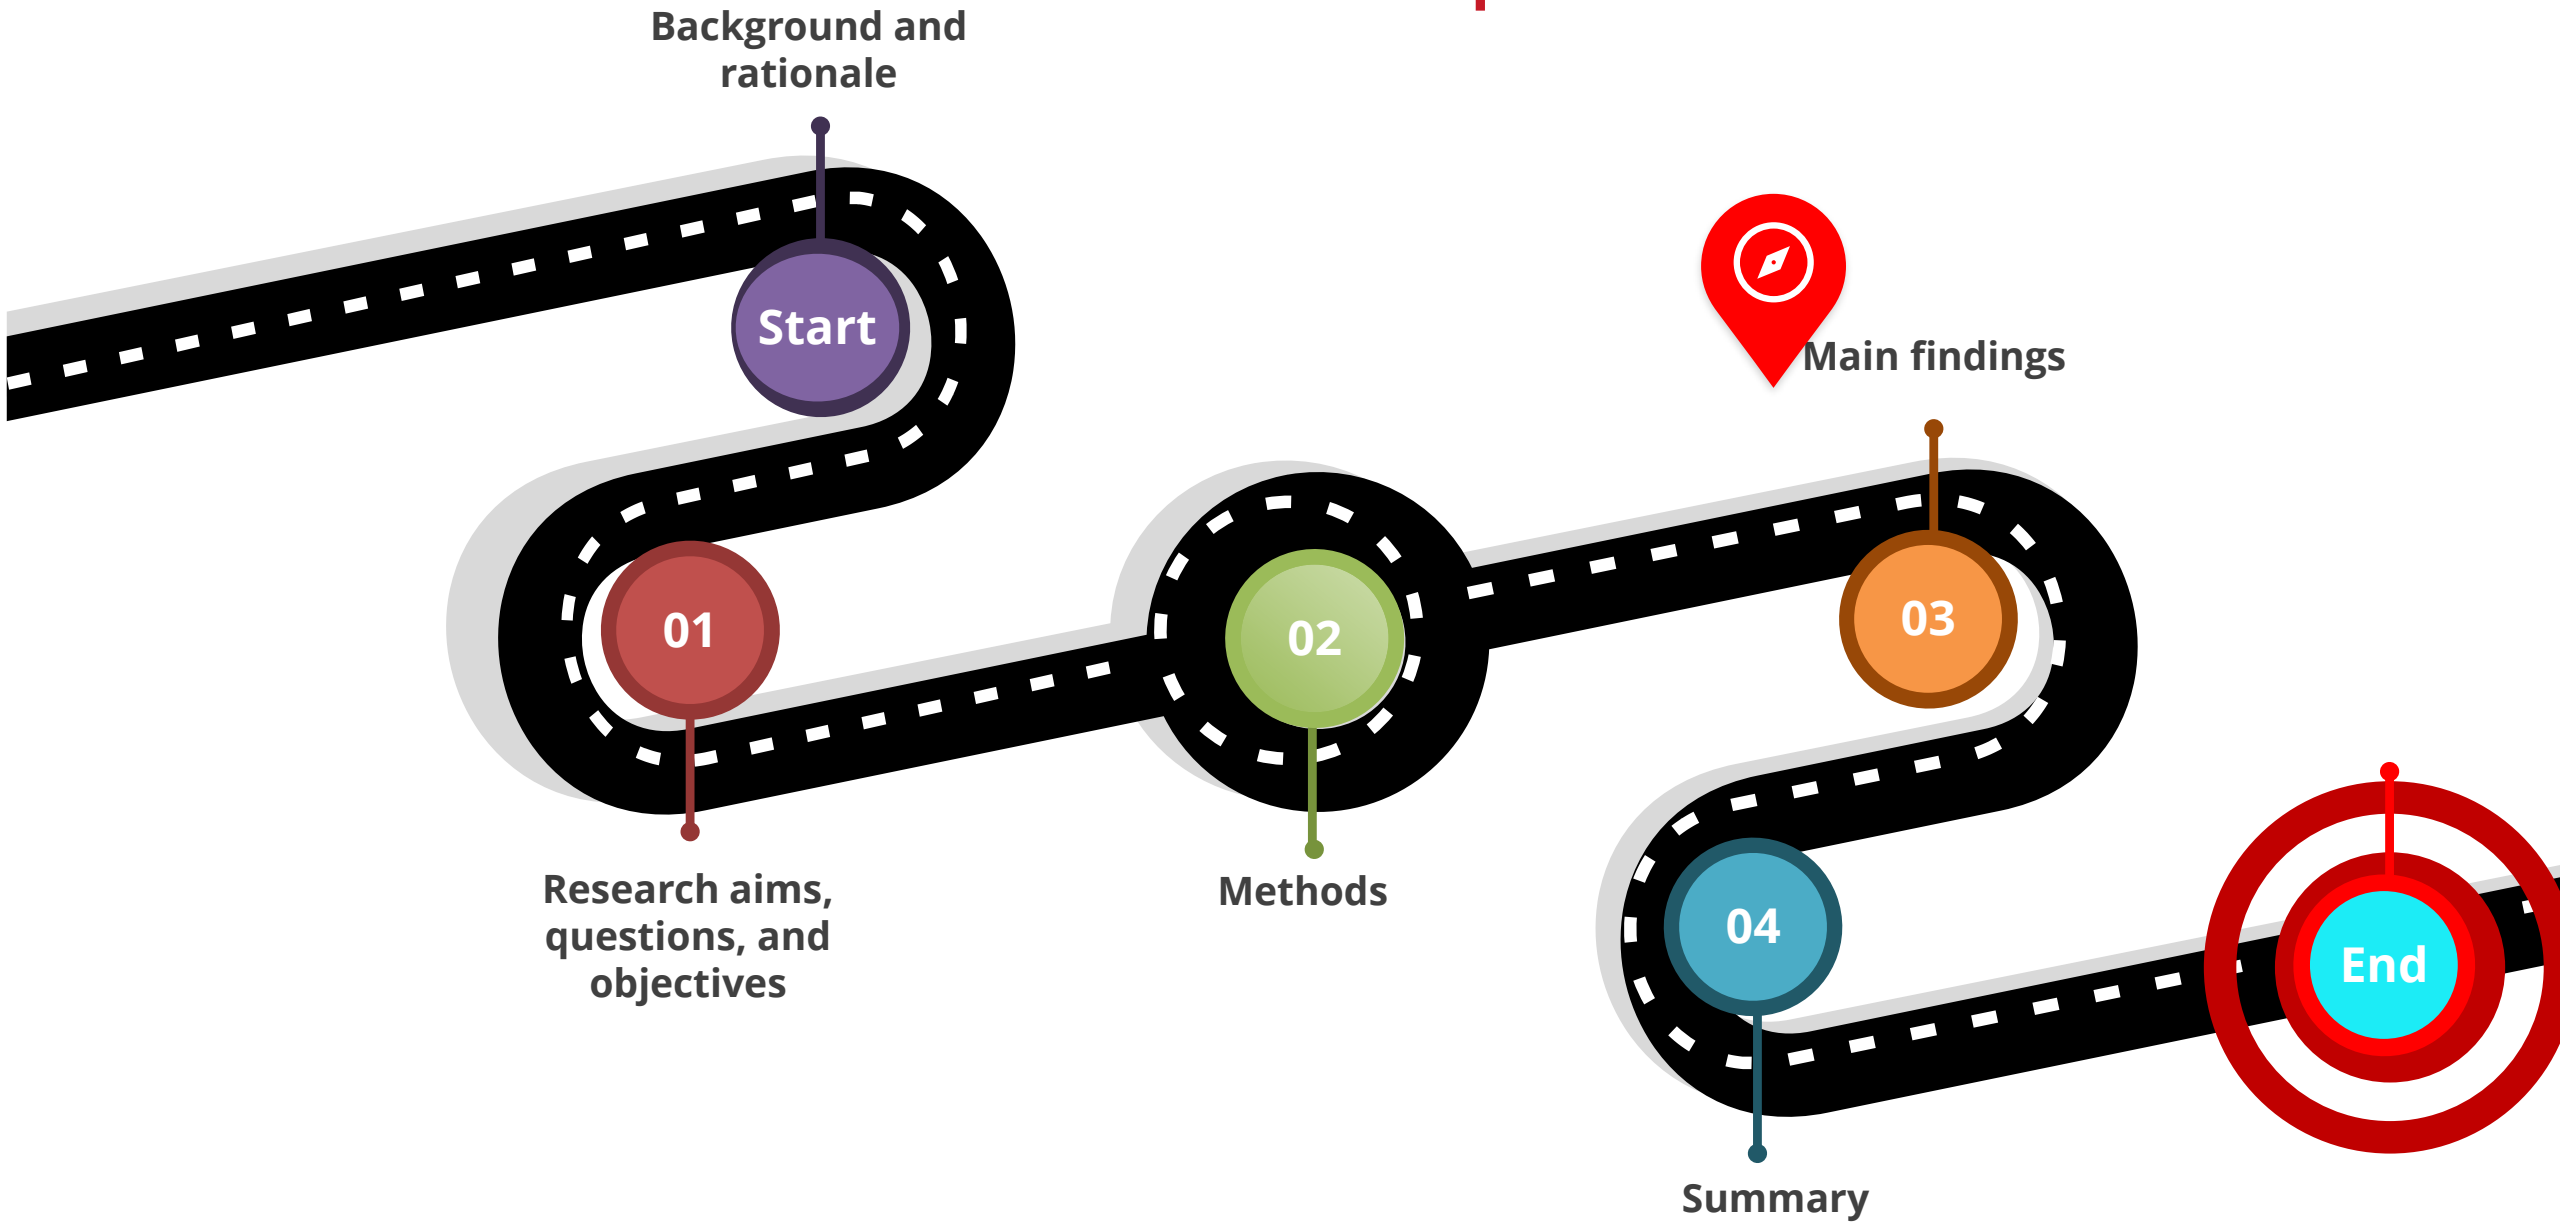 Background and
rationale
Start
Main findings
01
02
03
Research aims,
questions, and
objectives
Methods
04
End
Summary